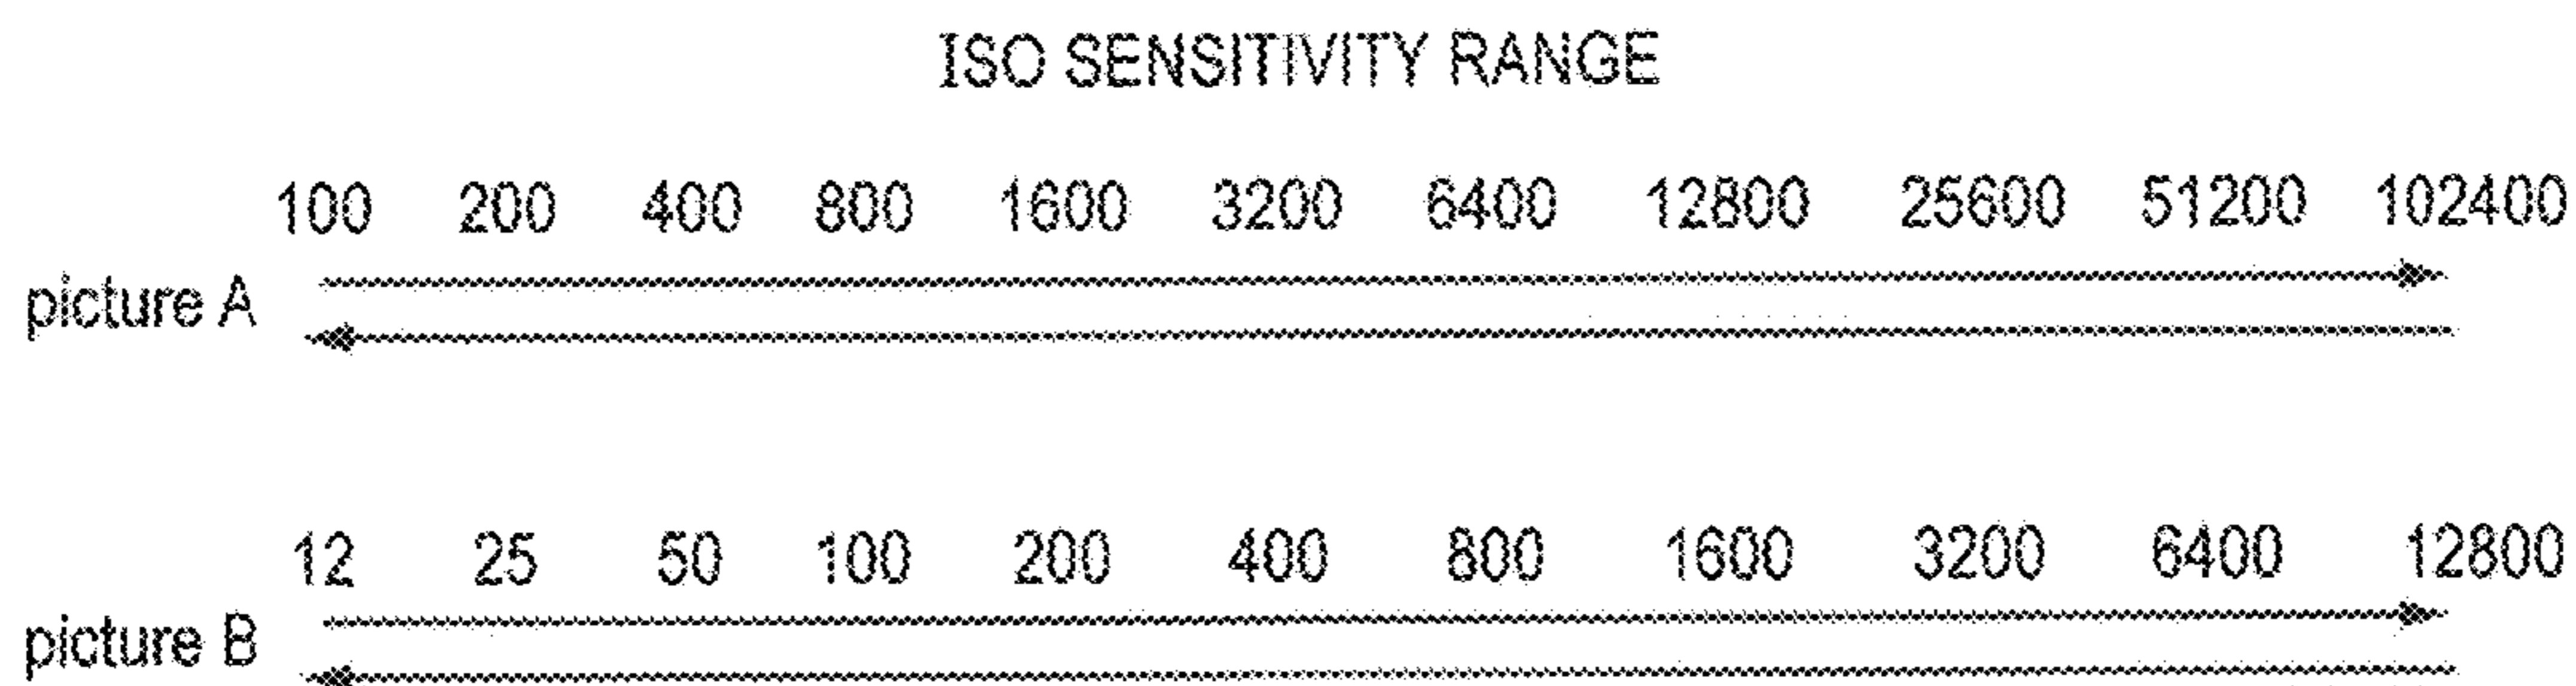 ISO SENSITIVITY RANGE
100 200 400 800 1600 3200 6400 12800 25600 51200 102400
picture A
12 25 50 100 200 400 800 1600 3200 6400 12800
picture B